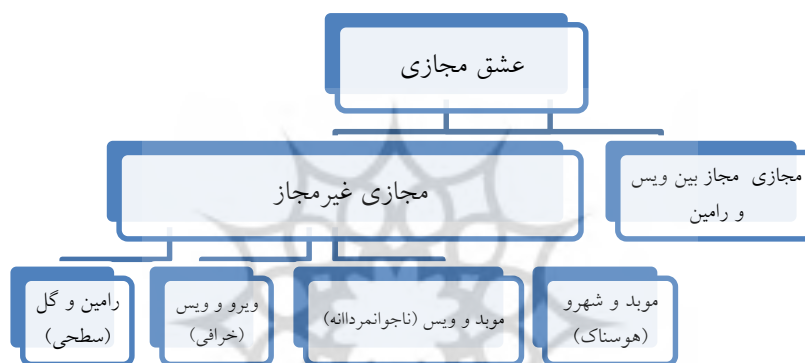 عشق مجازی
مجازی مجاز بین ویس
و رامین
مجازی غیرمجاز
موبد و شهرو
(هوسناک)
موبد و ویس (ناجوانمرداانه)
ویرو و ویس
(خرافی)
رامین و گل
(سطحی)